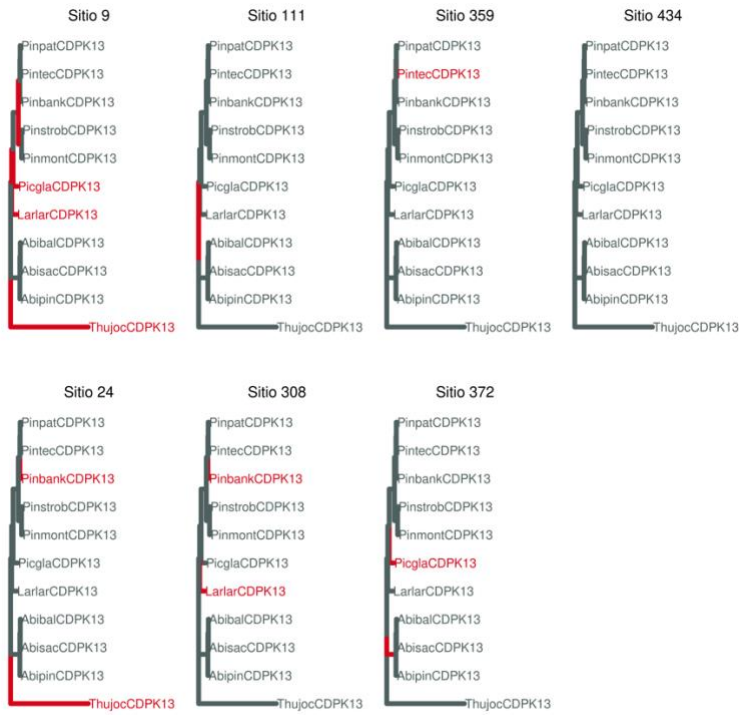 Sitio 9
PinpatCDPK13
PintecCDPK13
PinbankCDPK13
PinstrobCDPK13
PinmontCDPK13
PicglaCDPK13
LarlarCDPK13
AbibalCDPK13
AbisacCDPK13
AbipinCDPK13
ThujocCDPK13
Sitio 111
PinpatCDPK13
PintecCDPK13
PinbankCDPK13
PinstrobCDPK13
PinmontCDPK13
PicglaCDPK13
LarlarCDPK13
AbibalCDPK13
AbisacCDPK13
AbipinCDPK13
ThujocCDPK13
Sitio 359
PinpatCDPK13
PintecCDPK13
PinbankCDPK13
PinstrobCDPK13
PinmontCDPK13
PicglaCDPK13
LarlarCDPK13
AbibalCDPK13
AbisacCDPK13
AbipinCDPK13
ThujocCDPK13
Sitio 434
PinpatCDPK13
PintecCDPK13
PinbankCDPK13
PinstrobCDPK13
PinmontCDPK13
PicglaCDPK13
LarlarCDPK13
AbibalCDPK13
AbisacCDPK13
AbipinCDPK13
ThujocCDPK13
Sitio 24
PinpatCDPK13
PintecCDPK13
PinbankCDPK13
PinstrobCDPK13
PinmontCDPK13
PicglaCDPK13
LarlarCDPK13
AbibalCDPK13
AbisacCDPK13
AbipinCDPK13
ThujocCDPK13
Sitio 308
PinpatCDPK13
PintecCDPK13
PinbankCDPK13
PinstrobCDPK13
PinmontCDPK13
PicglaCDPK13
LarlarCDPK13
AbibalCDPK13
AbisacCDPK13
AbipinCDPK13
ThujocCDPK13
Sitio 372
PinpatCDPK13
PintecCDPK13
PinbankCDPK13
PinstrobCDPK13
PinmontCDPK13
PicglaCDPK13
LarlarCDPK13
AbibalCDPK13
AbisacCDPK13
AbipinCDPK13
ThujocCDPK13